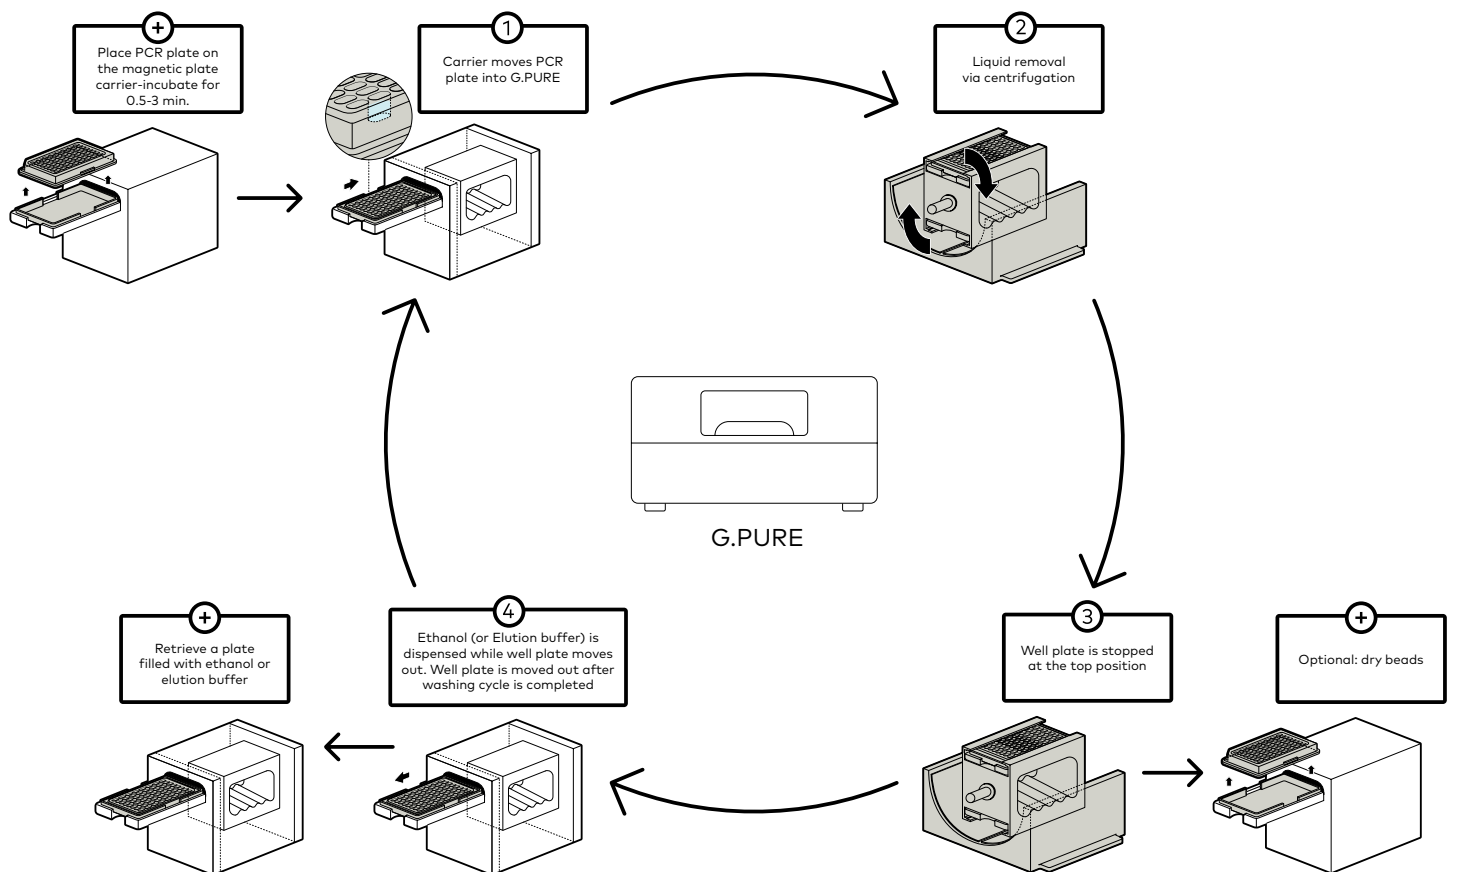 +
Place PCR plate on
the magnetic plate
carrier-incubate for
0.5-3 min.
1
Carrier moves PCR
plate into G.PURE
2
Liquid removal
via centrifugation
G.PURE
+
Retrieve a plate
filled with ethanol or
elution buffer
4
Ethanol (or Elution buffer) is
dispensed while well plate moves
out. Well plate is moved out after
washing cycle is completed
3
Well plate is stopped
at the top position
+
Optional: dry beads